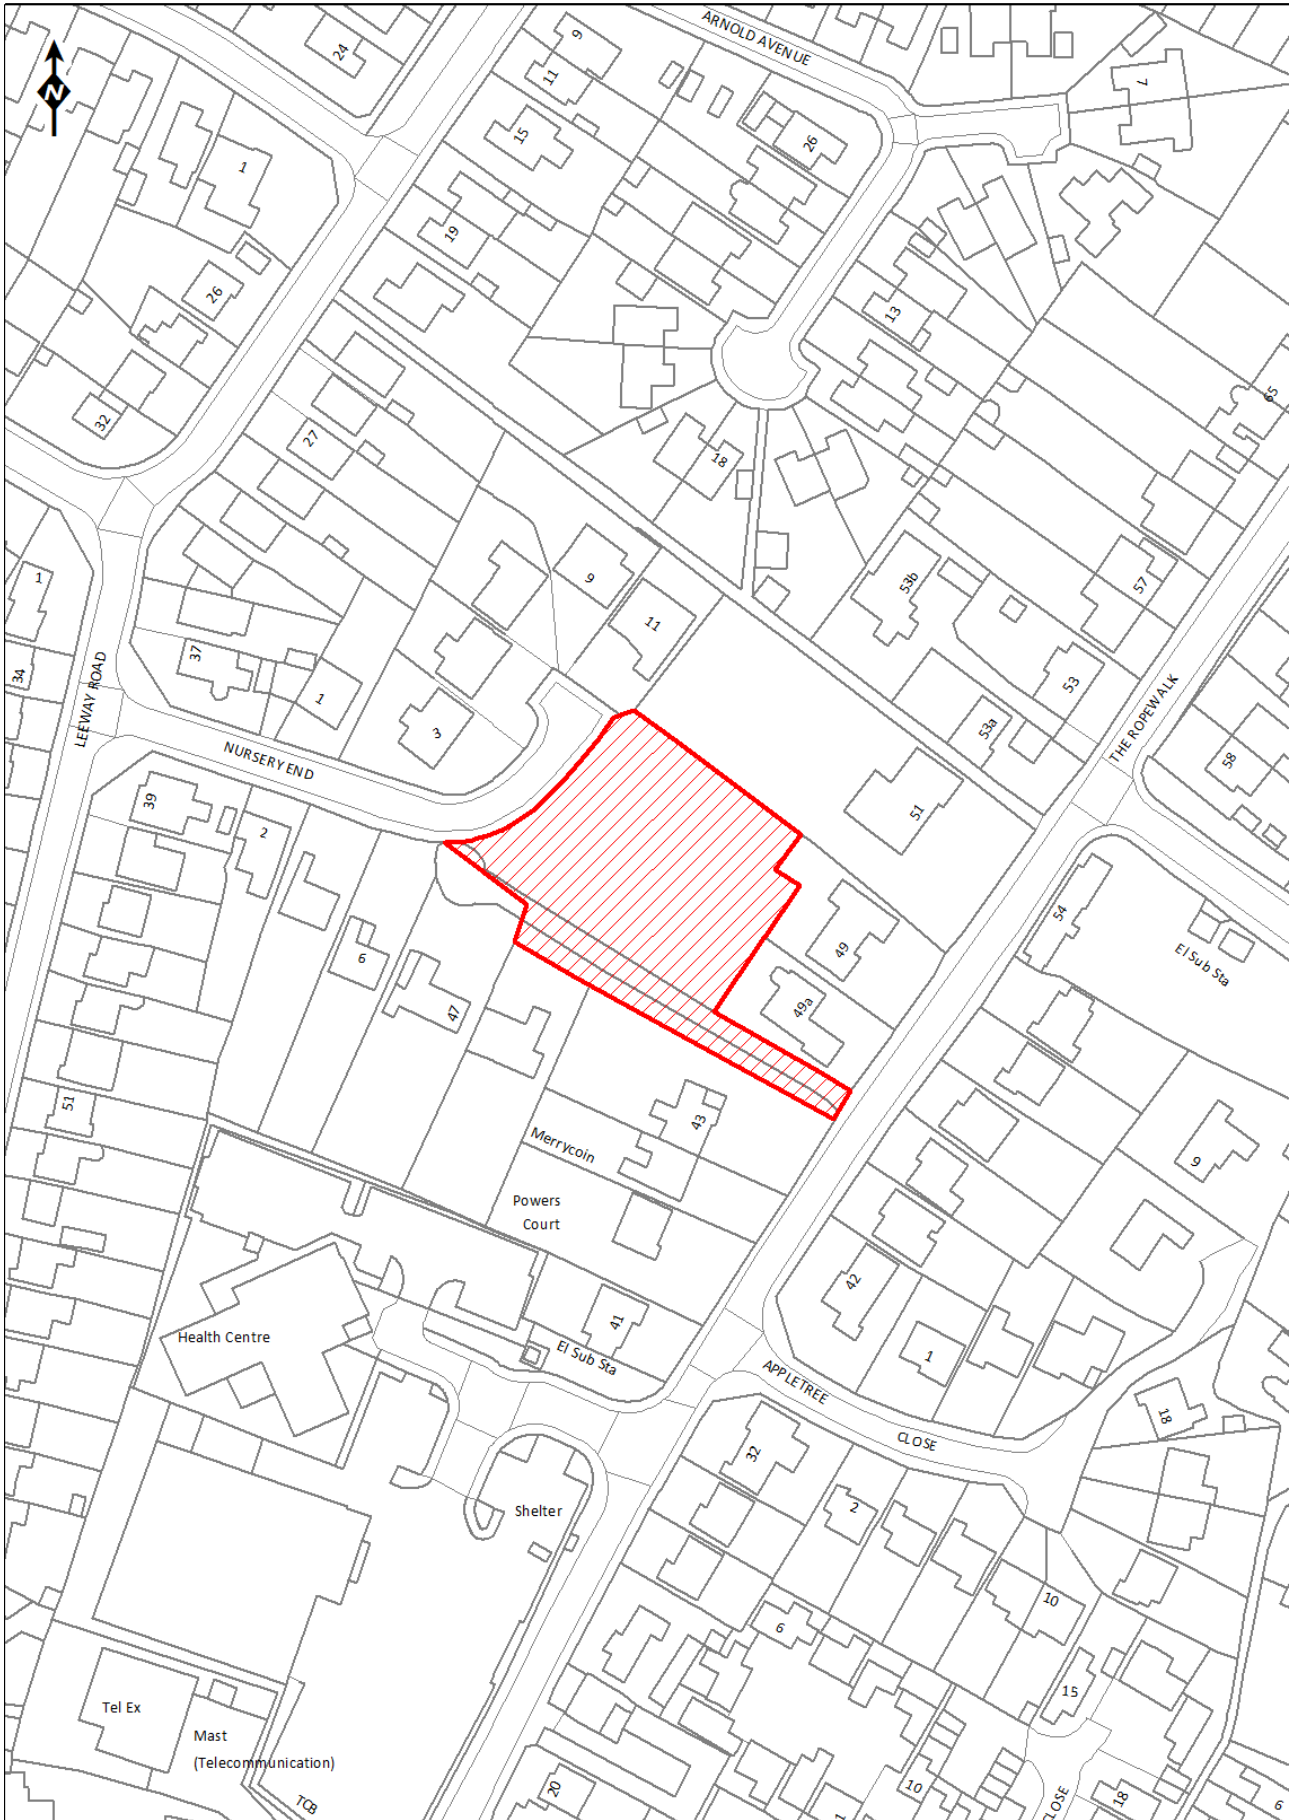 ARNOLD AVENUE
N
24
9
11
7
15
26
1
19
26
13
65
32
27
18
57
53b
1
9
11
53
37
34
LEEWAY ROAD
1
3
53a
THE ROPEWALK
58
NURSERY END
39
2
51
54
49
El Sub Sta
6
47
49a
51
43
Merrycoin
9
Powers
Court
42
41
Health Centre
El Sub Sta
1
APPLETREE
CLOSE
18
32
2
Shelter
10
6
15
Tel Ex
Mast
(Telecommunication)
TCB
20
10
18
CLOSE
6
1